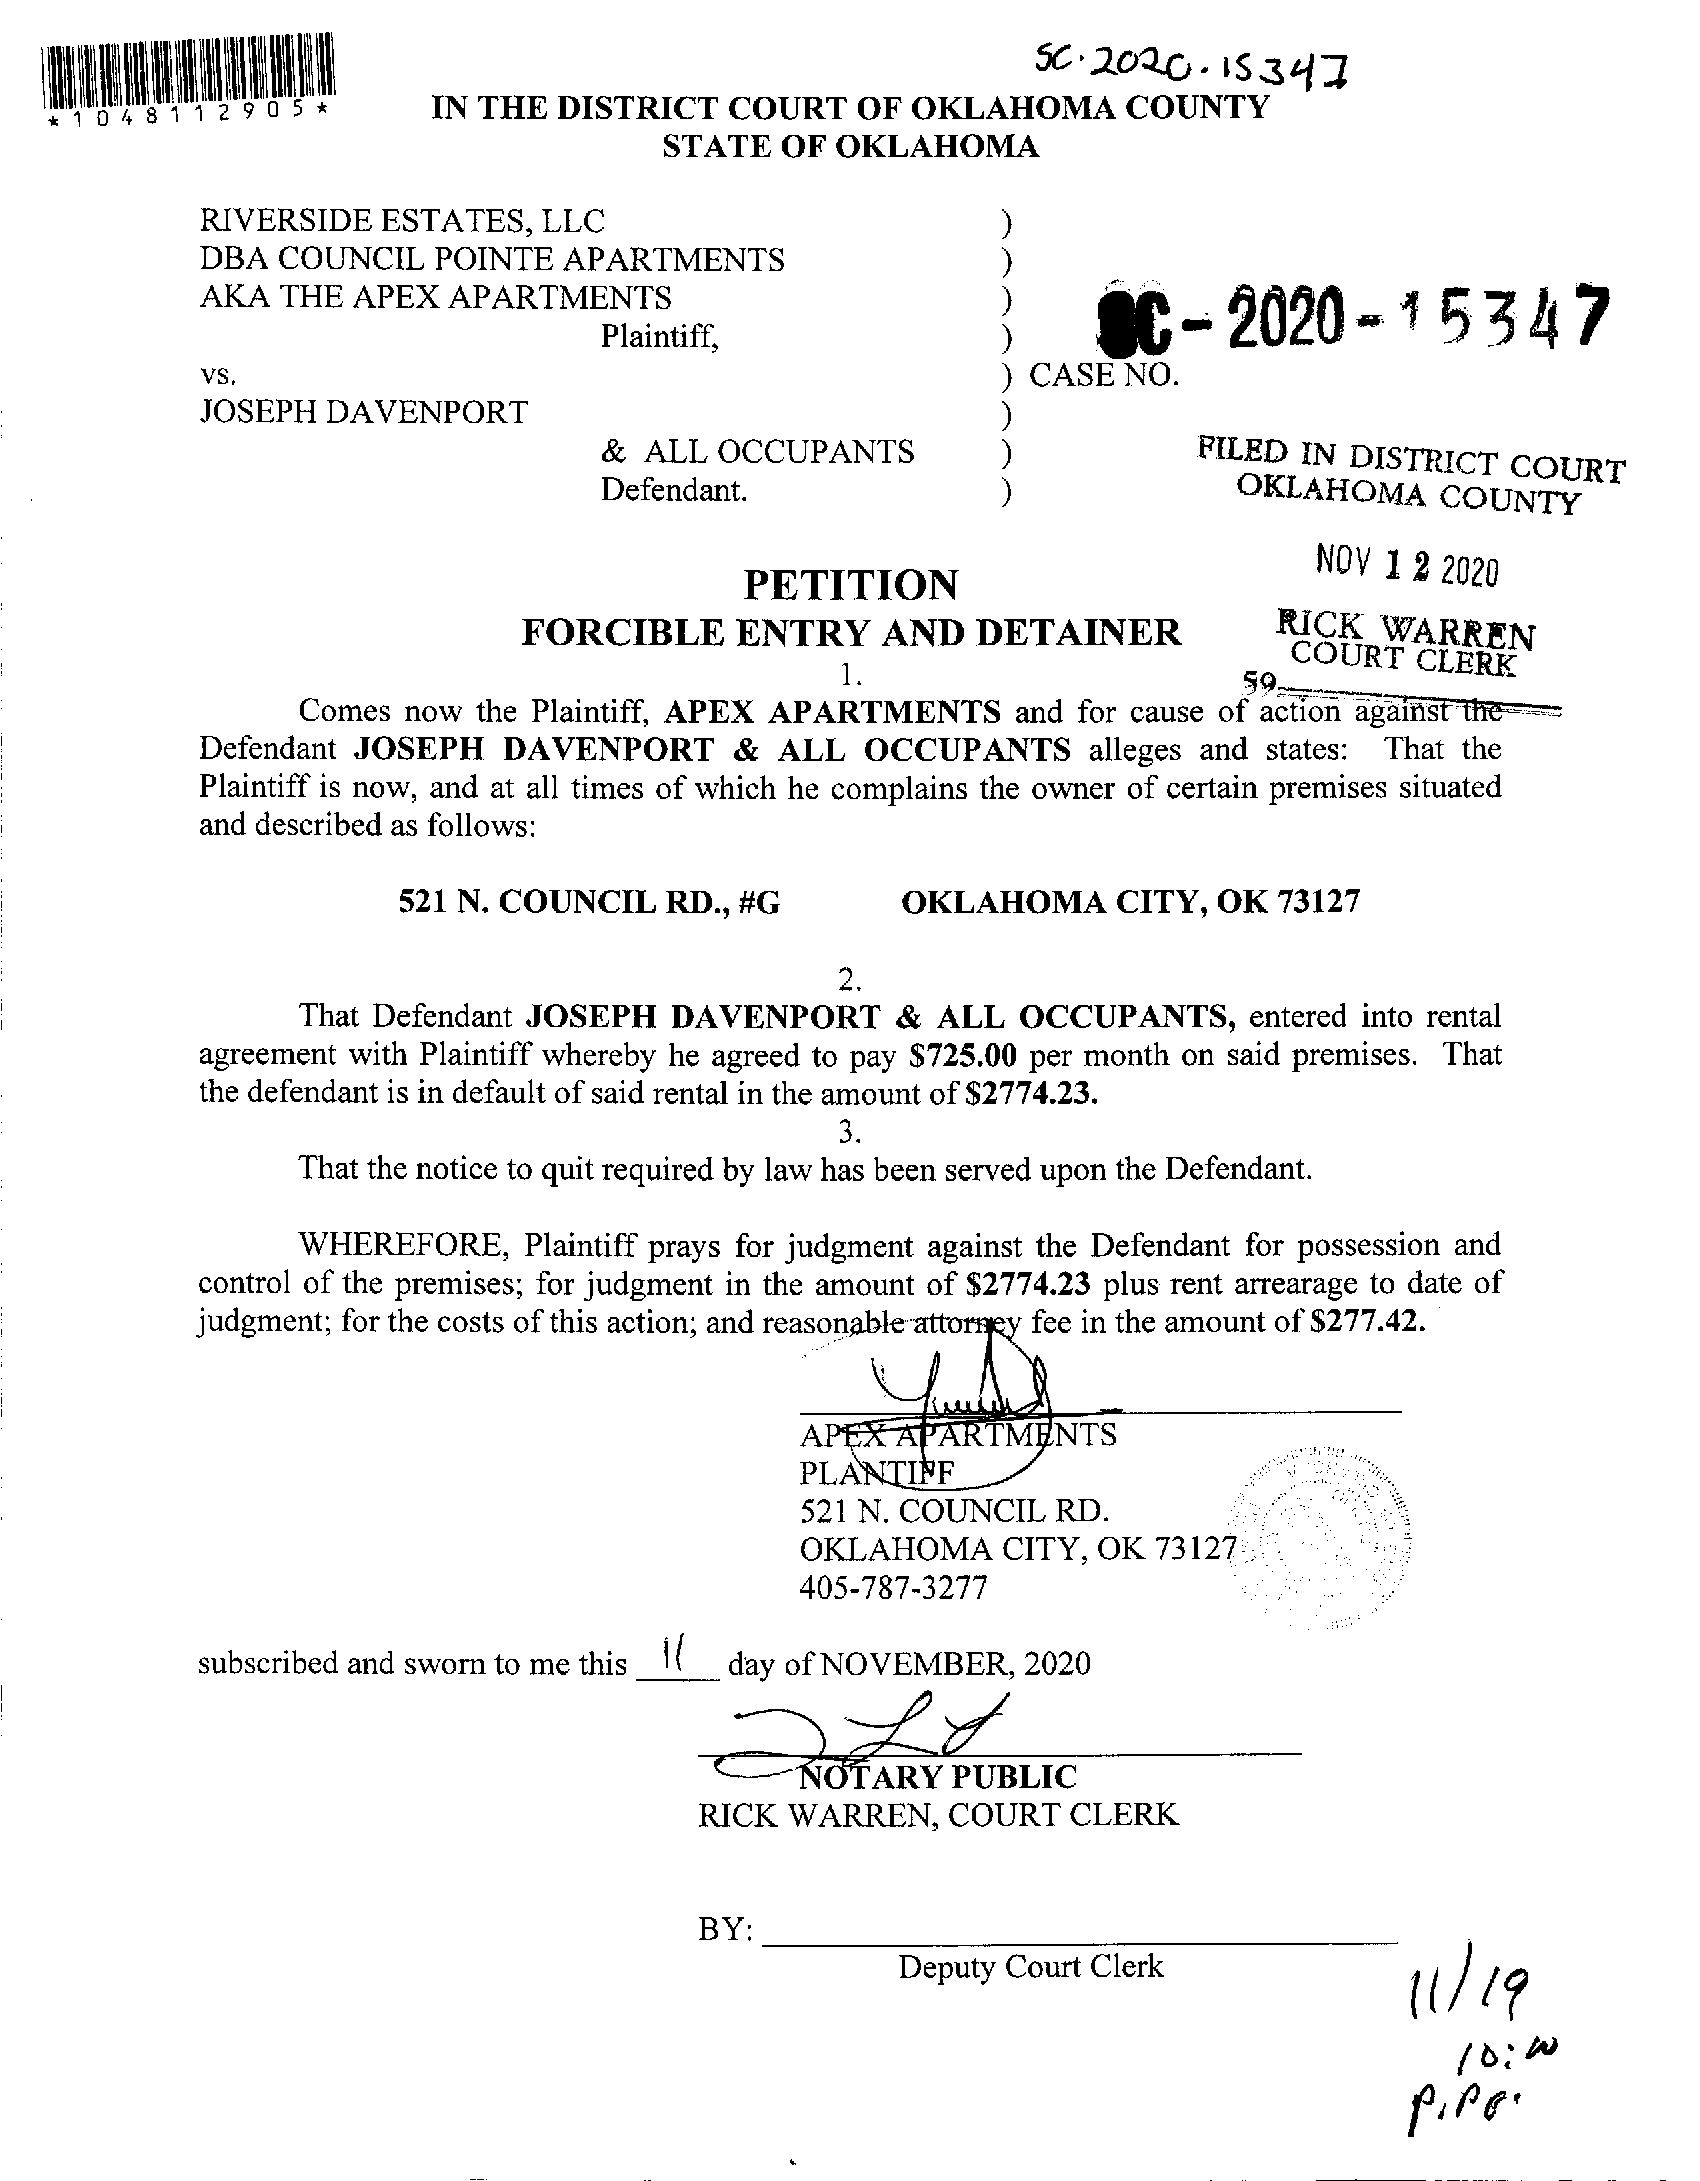 SC·2020·15347
*1048112905*
IN THE DISTRICT COURT OF OKLAHOMA COUNTY
STATE OF OKLAHOMA
RIVERSIDE ESTATES, LLC )
DBA COUNCIL POINTE APARTMENTS )
AKA THE APEX APARTMENTS )
Plaintiff, )
C-2020-15347
vs. ) CASE NO.
JOSEPH DAVENPORT )
& ALL OCCUPANTS )
Defendant. )
FILED IN DISTRICT COURT
OKLAHOMA COUNTY
NOV 12 2020
RICK WARREN
COURT CLERK
59
PETITION
FORCIBLE ENTRY AND DETAINER
1.
Comes now the Plaintiff, APEX APARTMENTS and for cause of action against the
Defendant JOSEPH DAVENPORT & ALL OCCUPANTS alleges and states: That the
Plaintiff is now, and at all times of which he complains the owner of certain premises situated
and described as follows:
521 N. COUNCIL RD., #G OKLAHOMA CITY, OK 73127
2.
That Defendant JOSEPH DAVENPORT & ALL OCCUPANTS, entered into rental
agreement with Plaintiff whereby he agreed to pay $725.00 per month on said premises. That
the defendant is in default of said rental in the amount of $2774.23.
3.
That the notice to quit required by law has been served upon the Defendant.
WHEREFORE, Plaintiff prays for judgment against the Defendant for possession and
control of the premises; for judgment in the amount of $2774.23 plus rent arrearage to date of
judgment; for the costs of this action; and reasonable attorney fee in the amount of $277.42.
APEX APARTMENTS
PLANTIFF
521 N. COUNCIL RD.
OKLAHOMA CITY, OK 73127
405-787-3277
subscribed and sworn to me this 11 day of NOVEMBER, 2020
NOTARY PUBLIC
RICK WARREN, COURT CLERK
BY:
Deputy Court Clerk
11/19